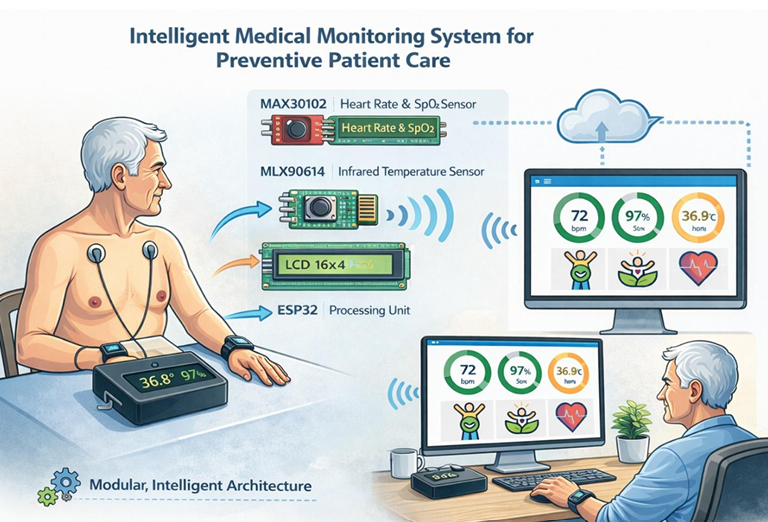 Intelligent Medical Monitoring System for
Preventive Patient Care
MAX30102 | Heart Rate & SpO₂ Sensor
Heart Rate & SpO₂
MLX90614 | Infrared Temperature Sensor
LCD 16x4
ESP32 | Processing Unit
72
bpm
97%
36.9°c
36.8° 97%
72
bpm
97%
36.9c
Modular, Intelligent Architecture